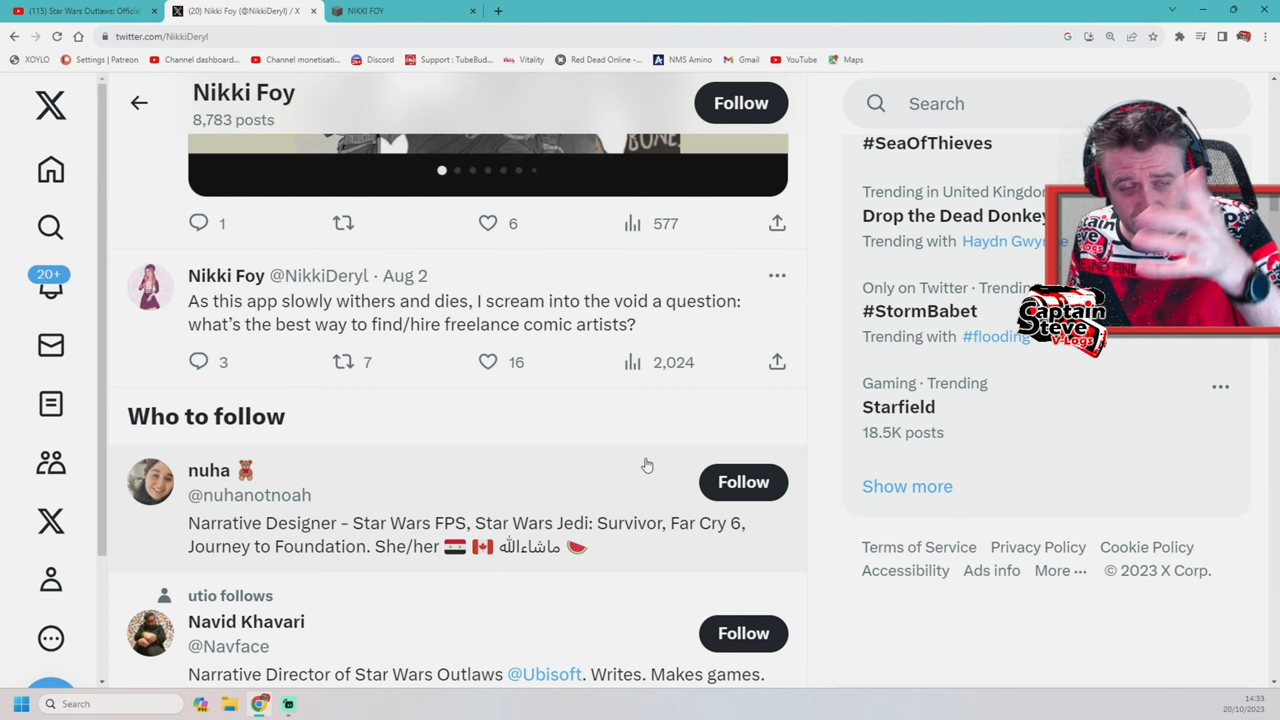 (115) Star Wars Outlaws: Officia
(20) Nikki Foy (@NikkiDeryl) / X
NIKKI FOY
twitter.com/NikkiDeryl
XOYLO
Settings | Patreon
Channel dashboard...
Channel monetisati...
Discord
Support : TubeBud...
Vitality
Red Dead Online -...
NMS Amino
Gmail
YouTube
Maps
Nikki Foy
8,783 posts
Follow
Search
BONE
1
6
577
#SeaOfThieves
Trending in United Kingdom
Drop the Dead Donkey
Trending with Haydn Gwynne
Only on Twitter · Trending
#StormBabet
Trending with #flooding
Captain
Steve
V-Logs
Nikki Foy @NikkiDeryl · Aug 2
As this app slowly withers and dies, I scream into the void a question:
what's the best way to find/hire freelance comic artists?
3
7
16
2,024
20+
Gaming · Trending
Starfield
18.5K posts
Show more
Who to follow
nuha
@nuhanotnoah
Follow
Narrative Designer - Star Wars FPS, Star Wars Jedi: Survivor, Far Cry 6,
Journey to Foundation. She/her ماشاءالله
Terms of Service Privacy Policy Cookie Policy
Accessibility Ads info More ··· © 2023 X Corp.
utio follows
Navid Khavari
@Navface
Follow
Narrative Director of Star Wars Outlaws @Ubisoft. Writes. Makes games.
Search
14:33
20/10/2023